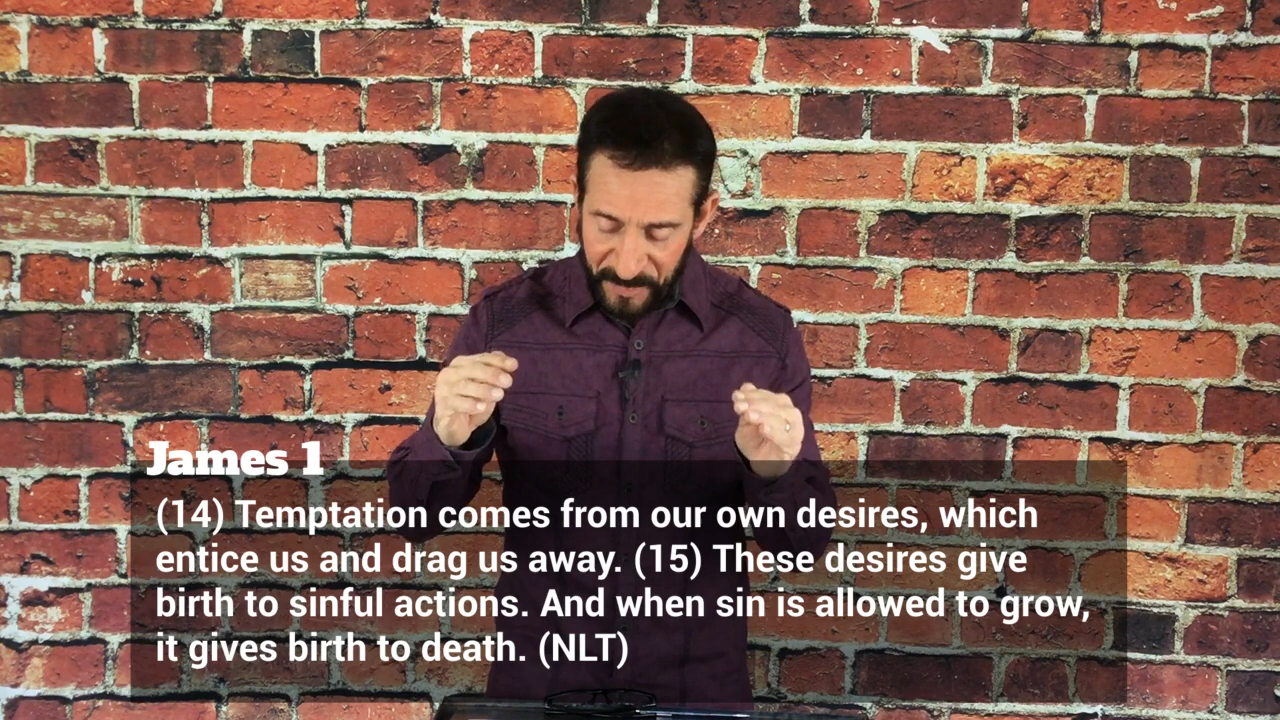 James 1
(14) Temptation comes from our own desires, which
entice us and drag us away. (15) These desires give
birth to sinful actions. And when sin is allowed to grow,
it gives birth to death. (NLT)